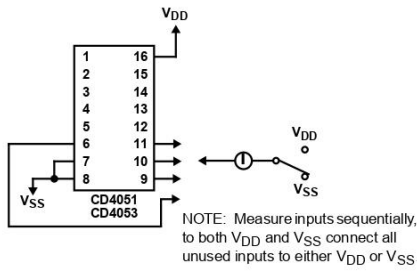 VDD
1 16
2 15
3 14
4 13
5 12
6 11
7 10
8 9
VSS
CD4051
CD4053
VDD
VSS
NOTE: Measure inputs sequentially,
to both VDD and VSS connect all
unused inputs to either VDD or VSS